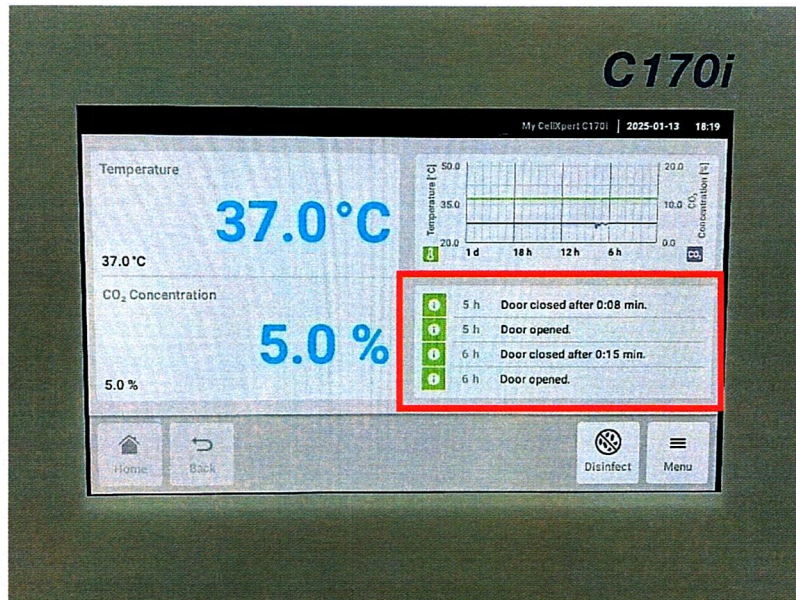 C170i
My CellXpert C170i | 2025-01-13 18:19
Temperature
37.0°C
37.0°C
CO₂ Concentration
5.0 %
5.0 %
Temperature [°C]
50.0
35.0
20.0
20.0
10.0
0.0
CO₂ Concentration [%]
1 d 18 h 12 h 6 h
CO₂
5 h Door closed after 0:08 min.
5 h Door opened.
6 h Door closed after 0:15 min.
6 h Door opened.
Home
Back
Disinfect
Menu